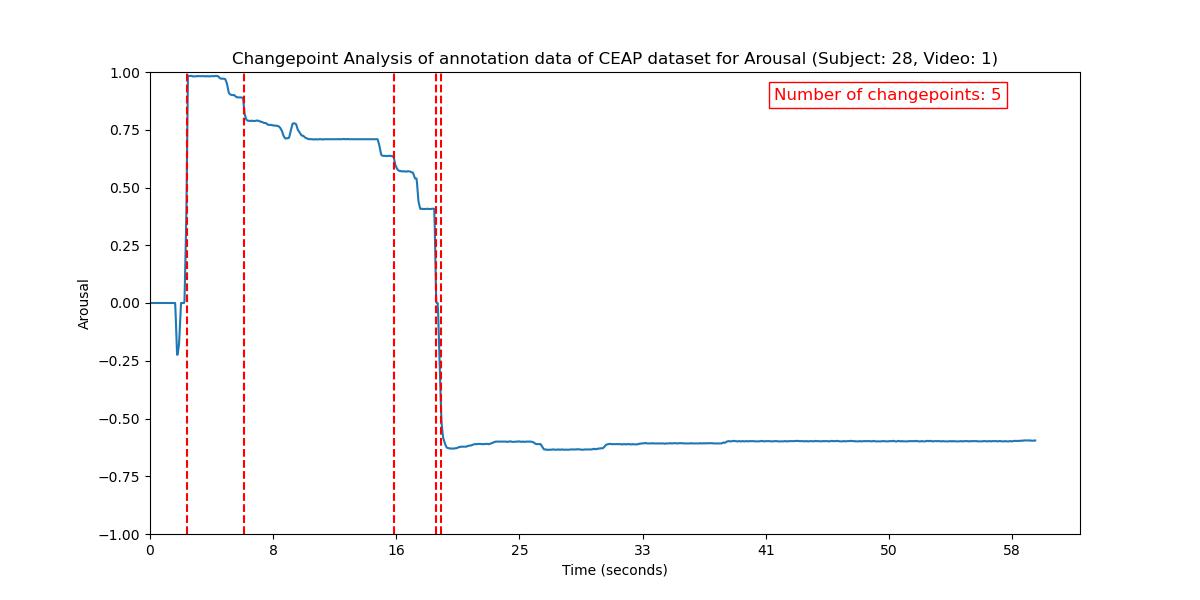 Changepoint Analysis of annotation data of CEAP dataset for Arousal (Subject: 28, Video: 1)
Number of changepoints: 5
1.00
0.75
0.50
0.25
0.00
−0.25
−0.50
−0.75
−1.00
Arousal
0 8 16 25 33 41 50 58
Time (seconds)